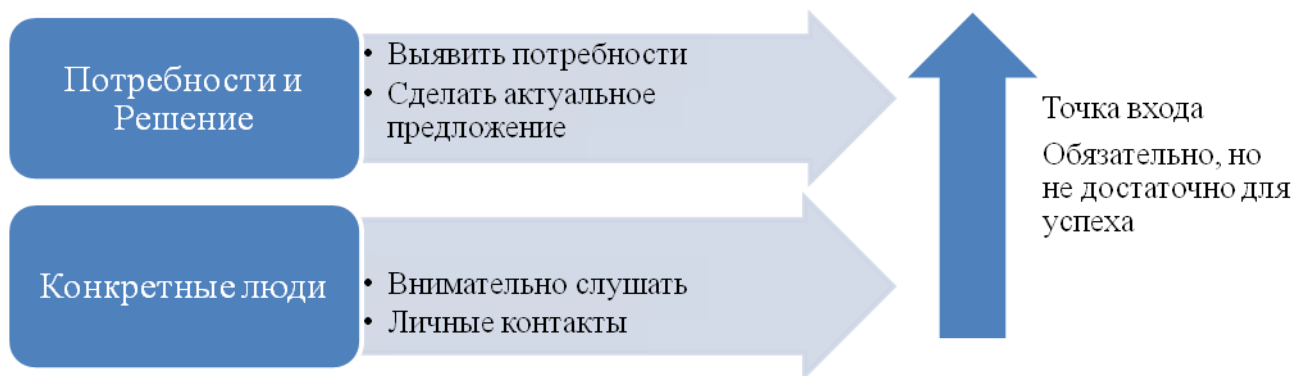 Потребности и
Решение
• Выявить потребности
• Сделать актуальное
предложение
Конкретные люди
• Внимательно слушать
• Личные контакты
Точка входа
Обязательно, но
не достаточно для
успеха